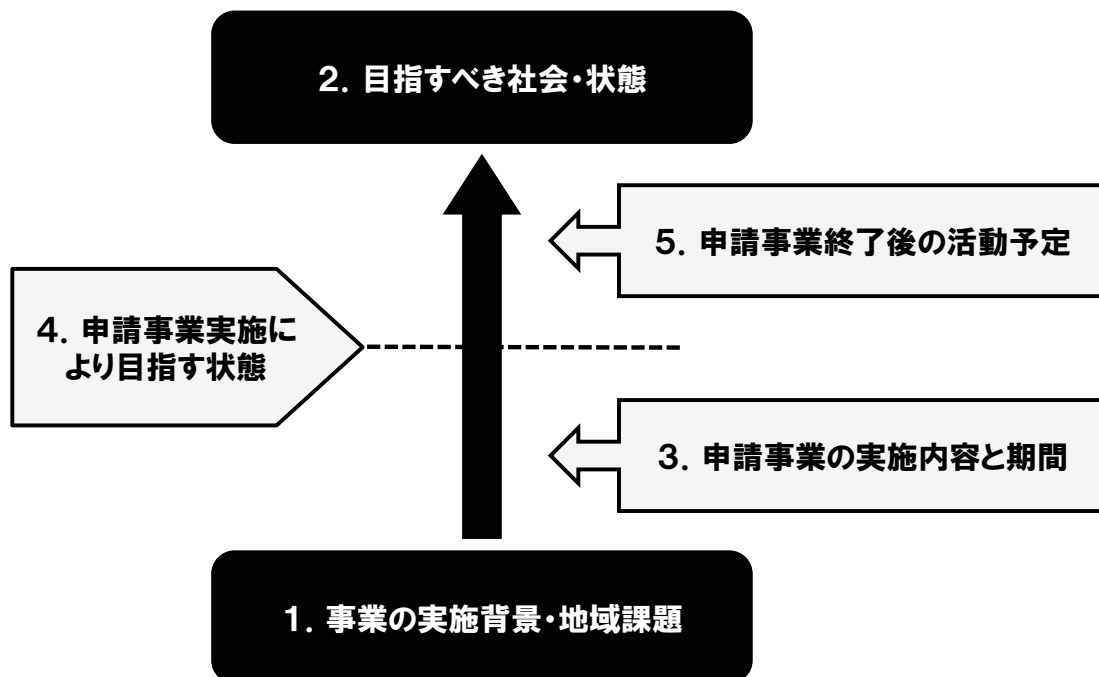 2. 目指すべき社会・状態
5. 申請事業終了後の活動予定
4. 申請事業実施に
より目指す状態
3. 申請事業の実施内容と期間
1. 事業の実施背景・地域課題